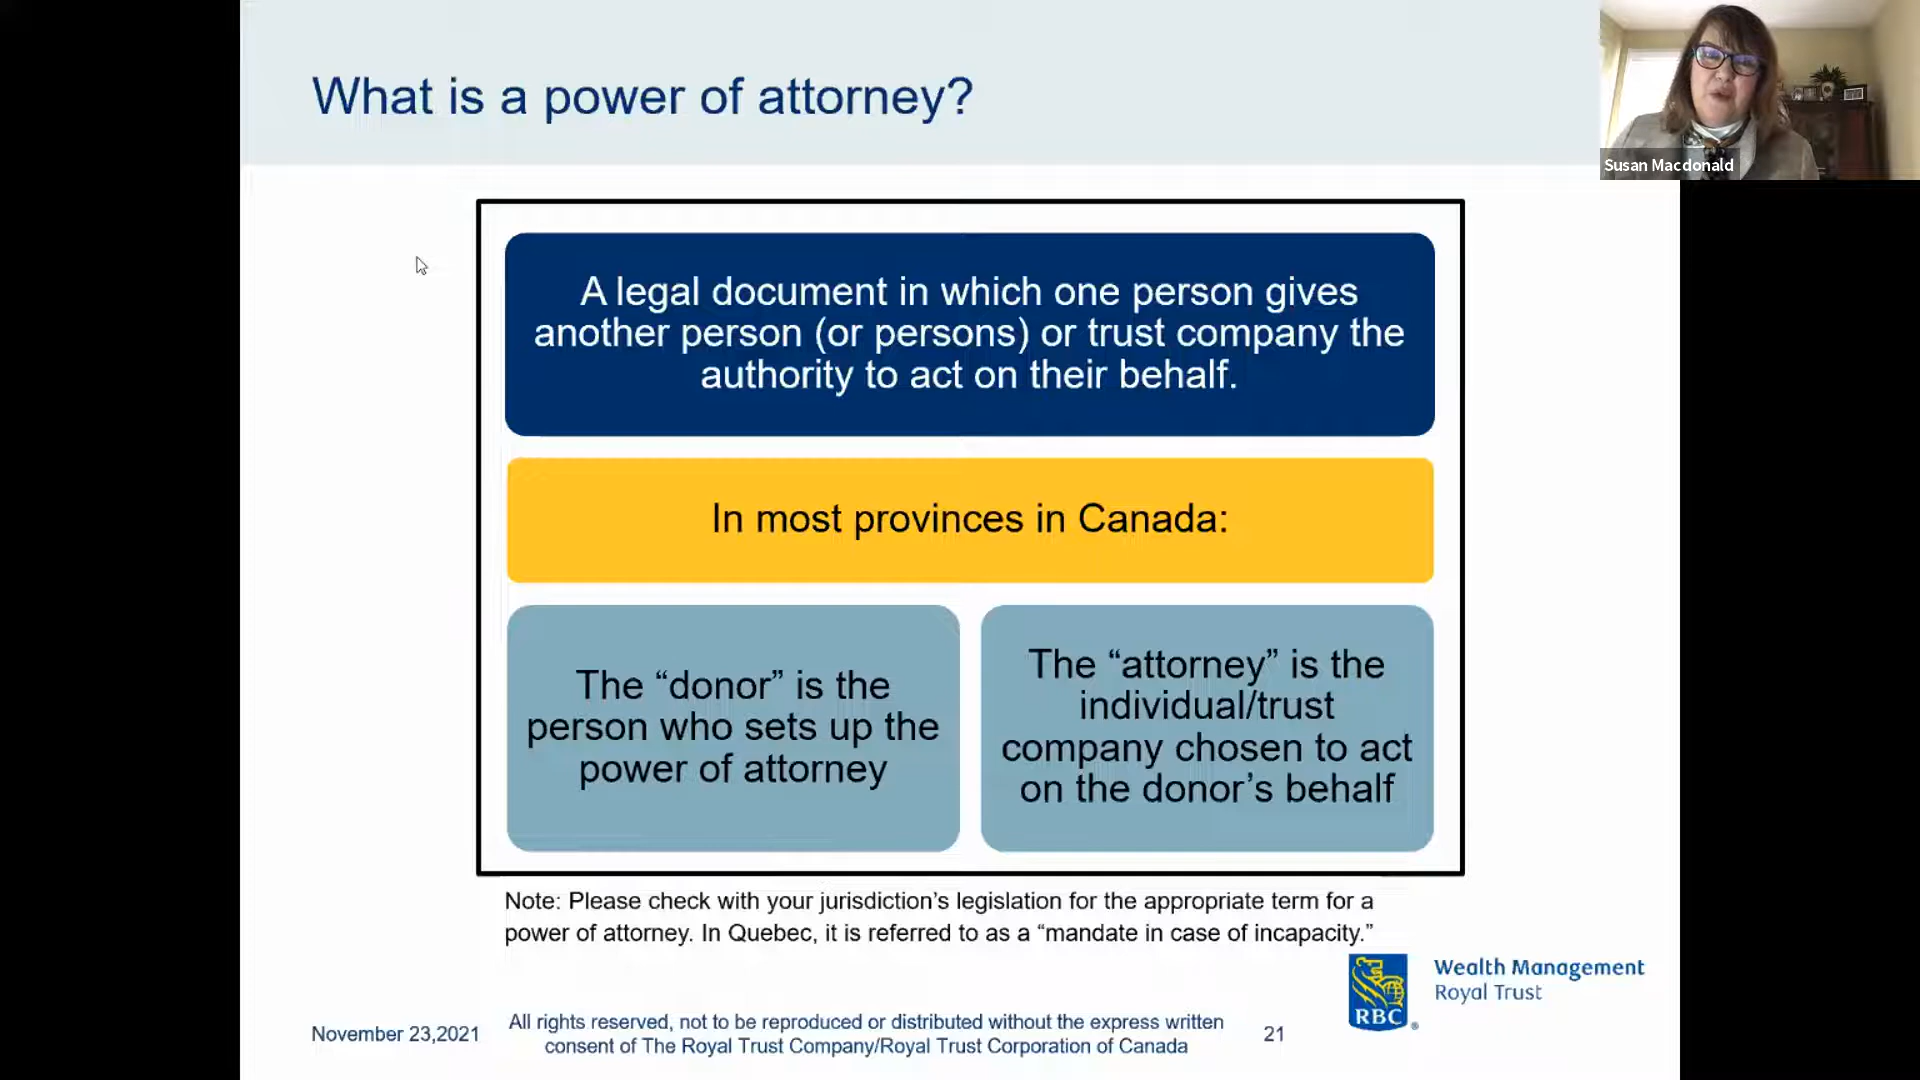 What is a power of attorney?
Susan Macdonald
A legal document in which one person gives
another person (or persons) or trust company the
authority to act on their behalf.
In most provinces in Canada:
The “donor” is the
person who sets up the
power of attorney
The “attorney” is the
individual/trust
company chosen to act
on the donor’s behalf
Note: Please check with your jurisdiction’s legislation for the appropriate term for a
power of attorney. In Quebec, it is referred to as a “mandate in case of incapacity.”
Wealth Management
Royal Trust
RBC
®
November 23,2021
All rights reserved, not to be reproduced or distributed without the express written
consent of The Royal Trust Company/Royal Trust Corporation of Canada
21